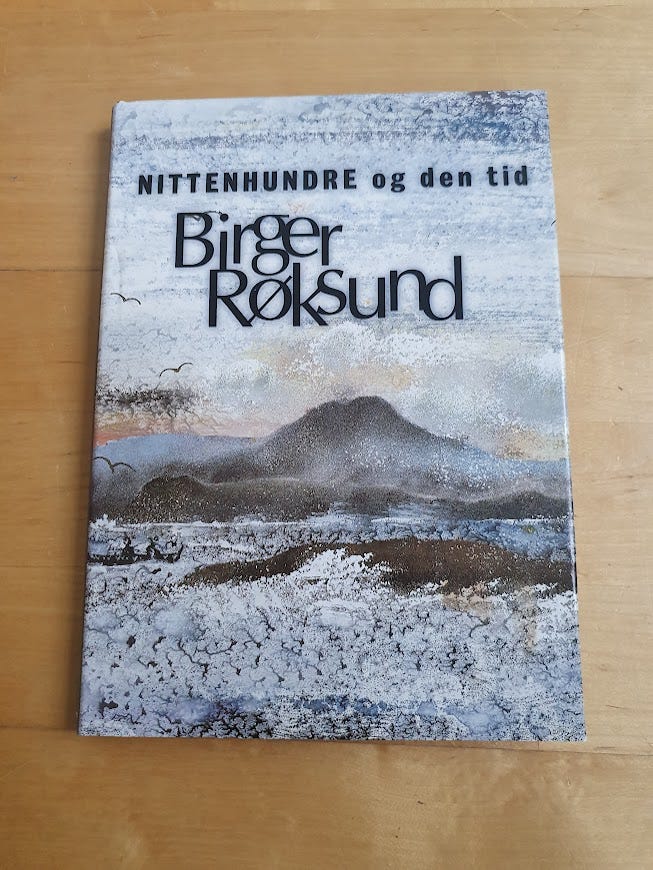 NITTENHUNDRE og den tid
Birger
Røksund